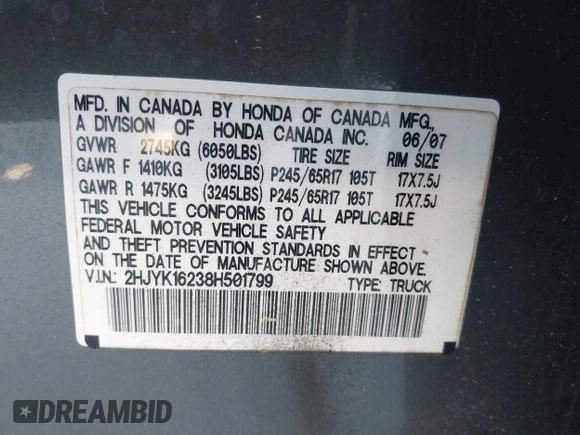 MFD. IN CANADA BY HONDA OF CANADA MFG.,
A DIVISION OF HONDA CANADA INC. 06/07
GVWR 2745KG (6050LBS) TIRE SIZE RIM SIZE
GAWR F 1410KG (3105LBS) P245/65R17 105T 17X7.5J
GAWR R 1475KG (3245LBS) P245/65R17 105T 17X7.5J
THIS VEHICLE CONFORMS TO ALL APPLICABLE
FEDERAL MOTOR VEHICLE SAFETY
AND THEFT PREVENTION STANDARDS IN EFFECT
ON THE DATE OF MANUFACTURE SHOWN ABOVE.
V.I.N.: 2HJYK16238H501799 TYPE: TRUCK
DREAMBID